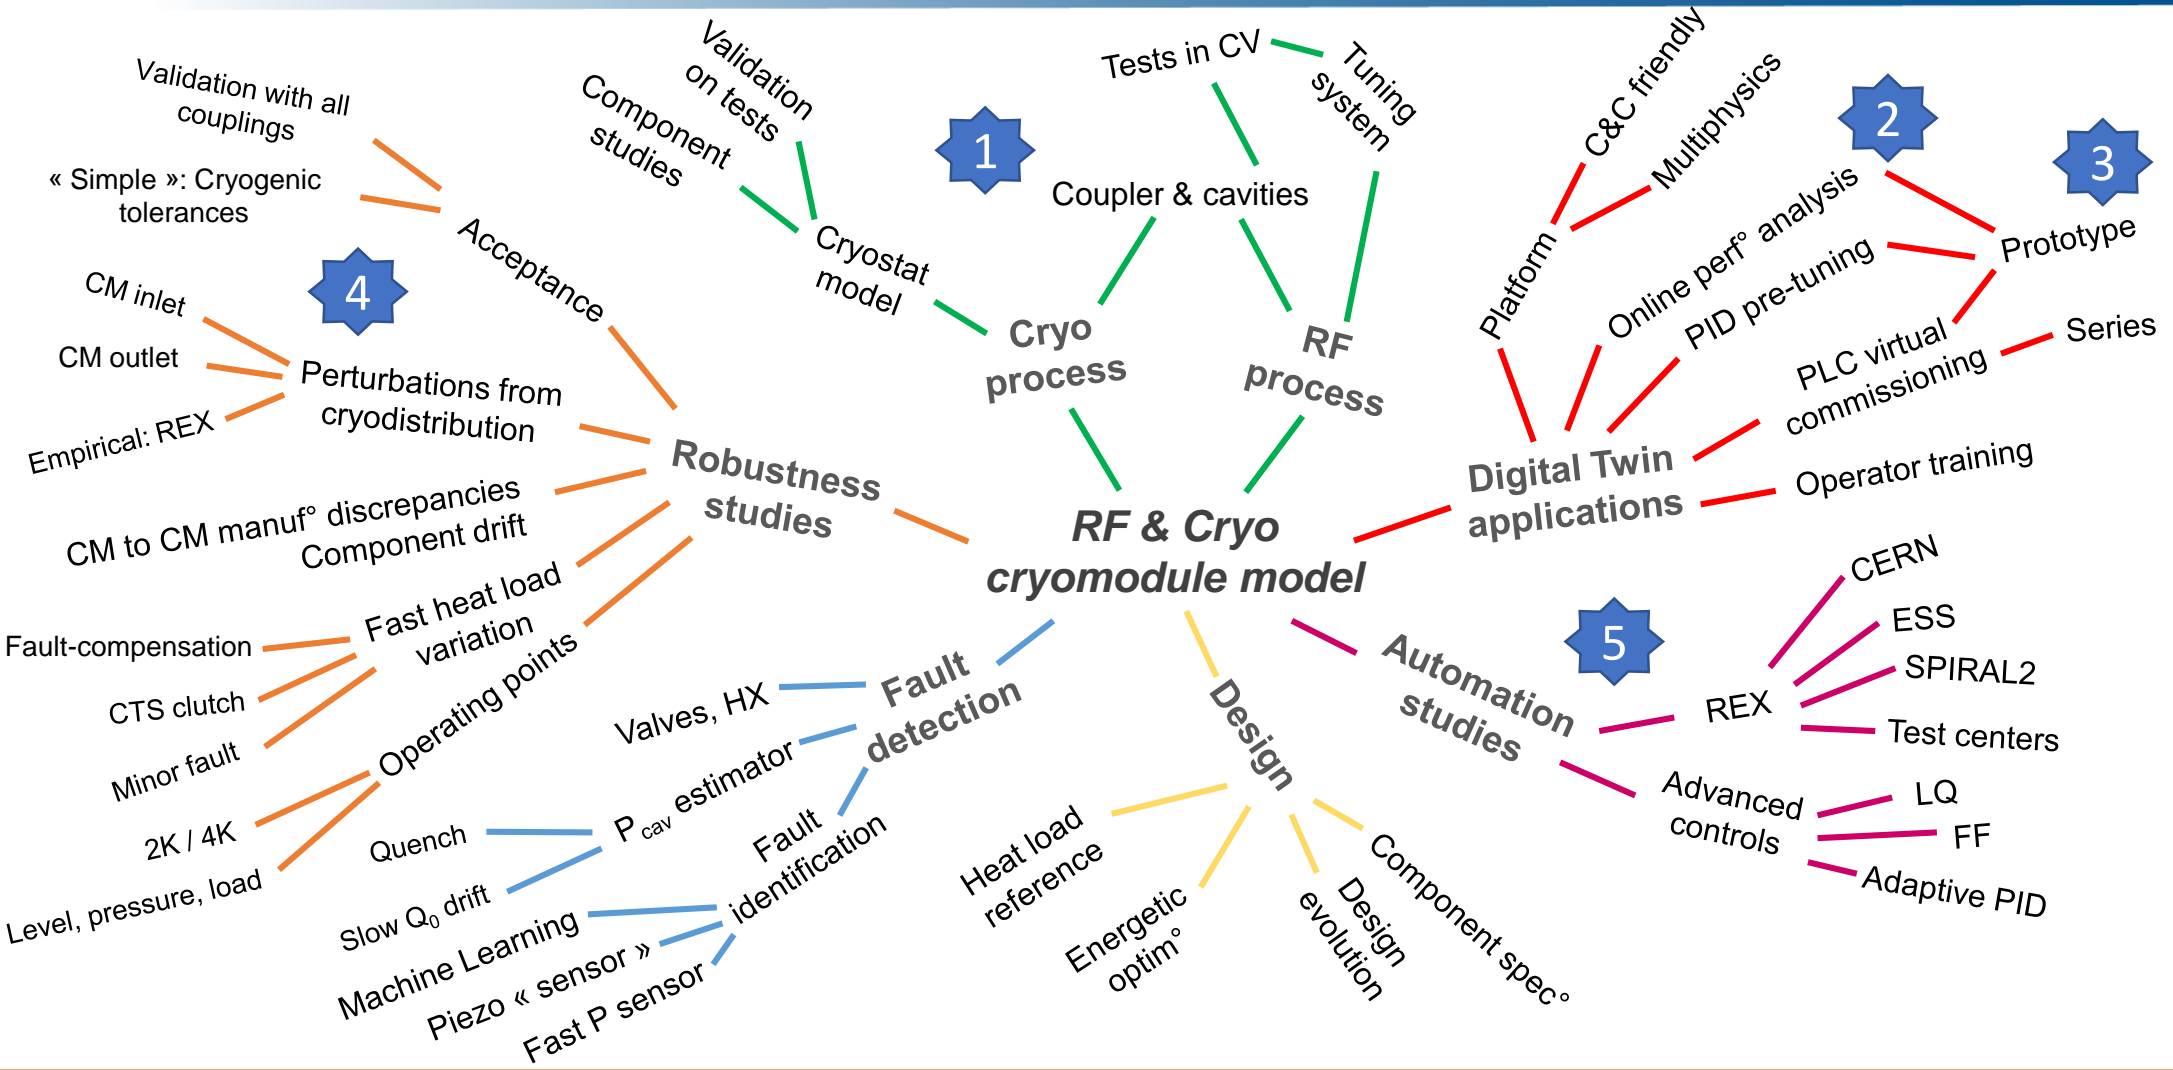 Validation
on tests
Component
studies
Cryostat
model
1
Tests in CV
Tuning
system
Coupler & cavities
Cryo
process
RF
process
C&C friendly
Multiphysics
Platform
2
3
Online perf° analysis
PID pre-tuning
Prototype
PLC virtual
commissioning
Series
Operator training
Digital Twin
applications
Validation with all
couplings
« Simple »: Cryogenic
tolerances
Acceptance
4
CM inlet
CM outlet
Empirical: REX
Perturbations from
cryodistribution
Robustness
studies
CM to CM manuf° discrepancies
Component drift
Fast heat load
variation
Fault-compensation
CTS clutch
Minor fault
Operating points
2K / 4K
Level, pressure, load
RF & Cryo
cryomodule model
Fault
detection
Valves, HX
P cav estimator
Quench
Slow Q0 drift
Fault
identification
Machine Learning
Piezo « sensor »
Fast P sensor
Design
Heat load
reference
Energetic
optim°
Design
evolution
Component spec°
Automation
studies
5
REX
CERN
ESS
SPIRAL2
Test centers
Advanced
controls
LQ
FF
Adaptive PID